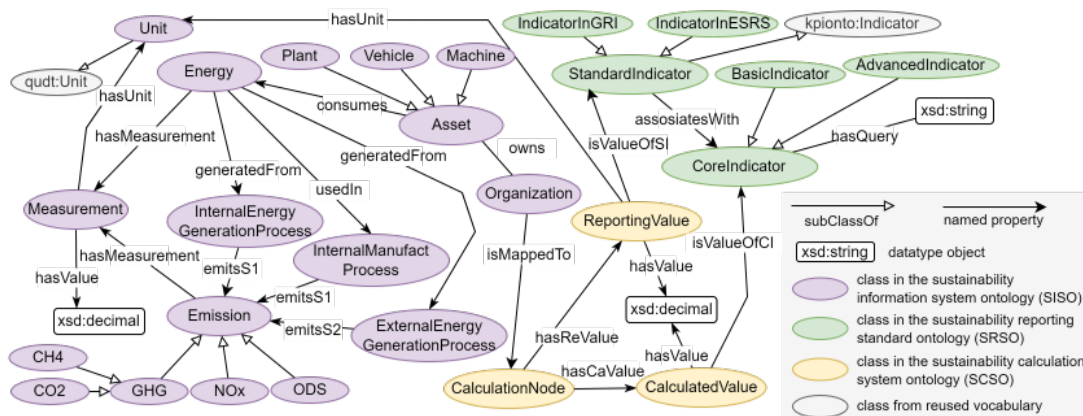 hasUnit
IndicatorInGRI
IndicatorInESRS
kpionto:Indicator
Unit
Plant
Vehicle
Machine
StandardIndicator
BasicIndicator
AdvancedIndicator
qudt:Unit
Energy
hasUnit
consumes
Asset
assosiatesWith
hasQuery
xsd:string
hasMeasurement
generatedFrom
owns
isValueOfSI
CoreIndicator
generatedFrom
usedIn
Organization
Measurement
InternalEnergy
GenerationProcess
ReportingValue
isValueOfCI
subClassOf
named property
hasMeasurement
InternalManufact
Process
isMappedTo
hasValue
xsd:string
datatype object
hasValue
emitsS1
emitsS1
xsd:decimal
class in the sustainability
information system ontology (SISO)
xsd:decimal
Emission
emitsS2
ExternalEnergy
GenerationProcess
hasReValue
hasValue
class in the sustainability reporting
standard ontology (SRSO)
CH4
hasCaValue
class in the sustainability calculation
system ontology (SCSO)
CO2
GHG
NOx
ODS
CalculationNode
CalculatedValue
class from reused vocabulary